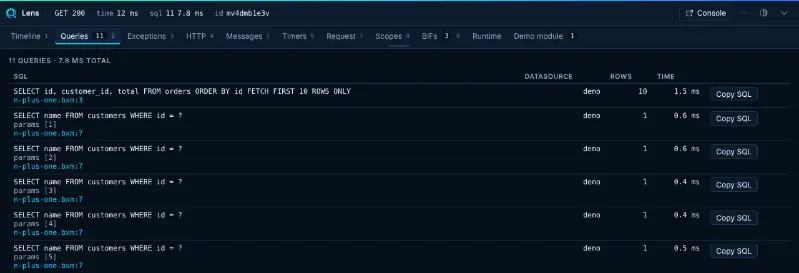 Lens GET 200 time 12 ms sql 11 7.8 ms id mv4dmb1e3v Console ...
Timeline 1 Queries 11 2 Exceptions 3 HTTP 4 Messages 5 Timers 6 Request 7 Scopes 8 BIFs 3 9 Runtime Demo module 1
11 QUERIES · 7.8 MS TOTAL
SQL DATASOURCE ROWS TIME
SELECT id, customer_id, total FROM orders ORDER BY id FETCH FIRST 10 ROWS ONLY demo 10 1.5 ms Copy SQL
n-plus-one.bxm:3
SELECT name FROM customers WHERE id = ? demo 1 0.6 ms Copy SQL
params [1]
n-plus-one.bxm:7
SELECT name FROM customers WHERE id = ? demo 1 0.6 ms Copy SQL
params [2]
n-plus-one.bxm:7
SELECT name FROM customers WHERE id = ? demo 1 0.4 ms Copy SQL
params [3]
n-plus-one.bxm:7
SELECT name FROM customers WHERE id = ? demo 1 0.4 ms Copy SQL
params [4]
n-plus-one.bxm:7
SELECT name FROM customers WHERE id = ? demo 1 0.5 ms Copy SQL
params [5]
n-plus-one.bxm:7